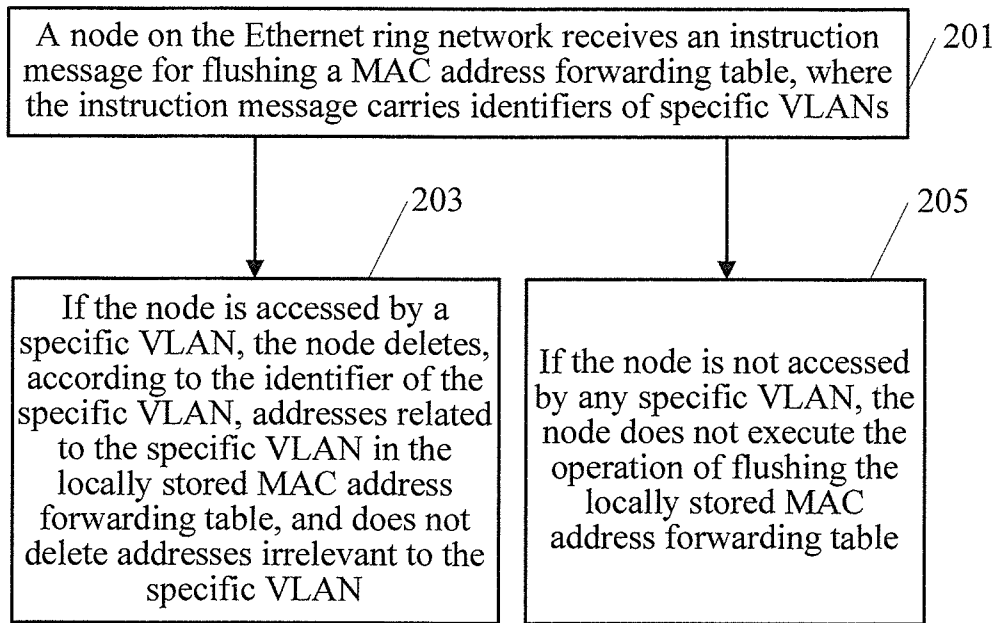 A node on the Ethernet ring network receives an instruction
message for flushing a MAC address forwarding table, where
the instruction message carries identifiers of specific VLANs
201
203
If the node is accessed by a
specific VLAN, the node deletes,
according to the identifier of the
specific VLAN, addresses related
to the specific VLAN in the
locally stored MAC address
forwarding table, and does not
delete addresses irrelevant to the
specific VLAN
205
If the node is not accessed
by any specific VLAN, the
node does not execute the
operation of flushing the
locally stored MAC
address forwarding table